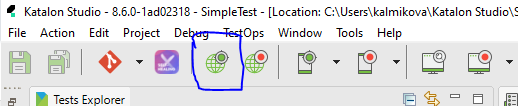 Katalon Studio - 8.6.0-1ad02318 - SimpleTest - [Location: C:\Users\kalmikova\Katalon Studio\S
File Action Edit Project Debug TestOps Window Tools Help
Tests Explorer